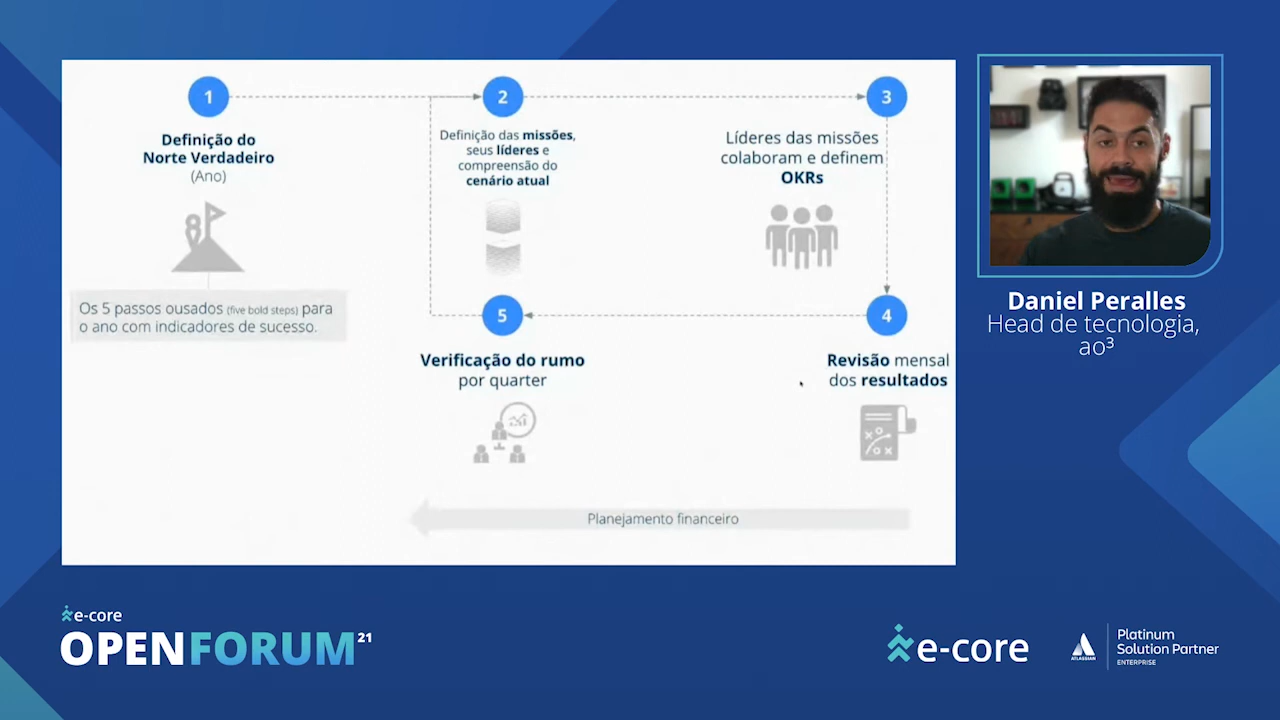 1
Definição do
Norte Verdadeiro
(Ano)
Os 5 passos ousados (five bold steps) para
o ano com indicadores de sucesso.
2
Definição das missões,
seus líderes e
compreensão do
cenário atual
3
Líderes das missões
colaboram e definem
OKRs
4
Revisão mensal
dos resultados
5
Verificação do rumo
por quarter
Planejamento financeiro
Daniel Peralles
Head de tecnologia,
ao³
e-core
OPENFORUM²¹
e-core
ATLASSIAN
Platinum
Solution Partner
ENTERPRISE